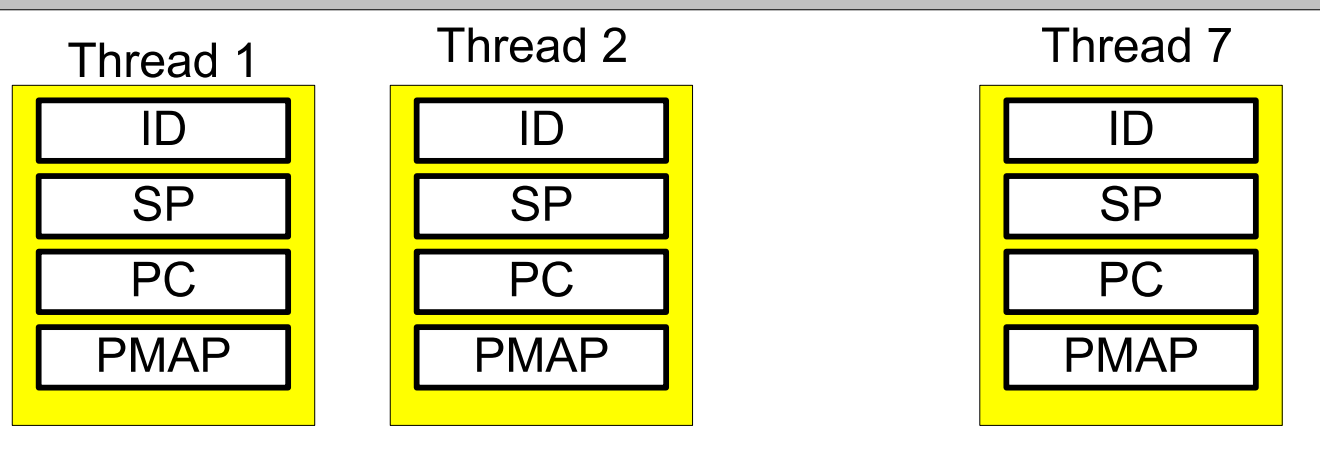 Thread 1
ID
SP
PC
PMAP
Thread 2
ID
SP
PC
PMAP
Thread 7
ID
SP
PC
PMAP